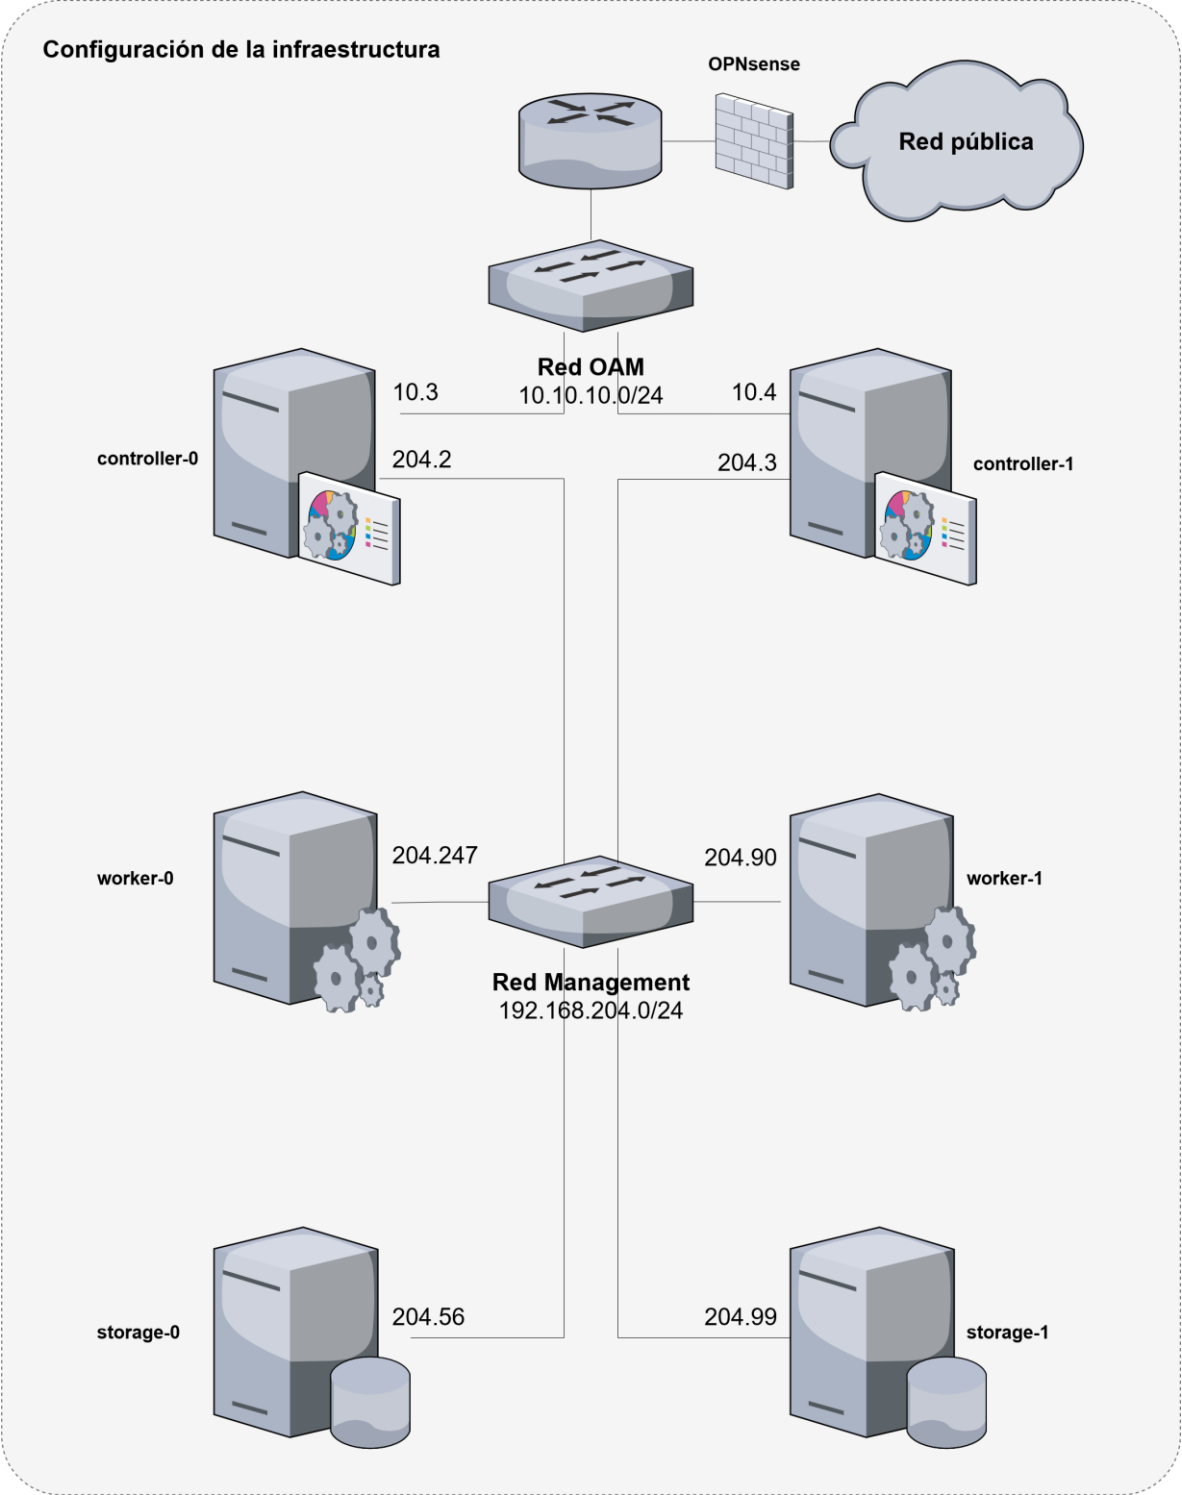 Configuración de la infraestructura
OPNsense
Red pública
Red OAM
10.10.10.0/24
10.3
10.4
204.2
204.3
controller-0
controller-1
204.247
204.90
worker-0
worker-1
Red Management
192.168.204.0/24
204.56
204.99
storage-0
storage-1